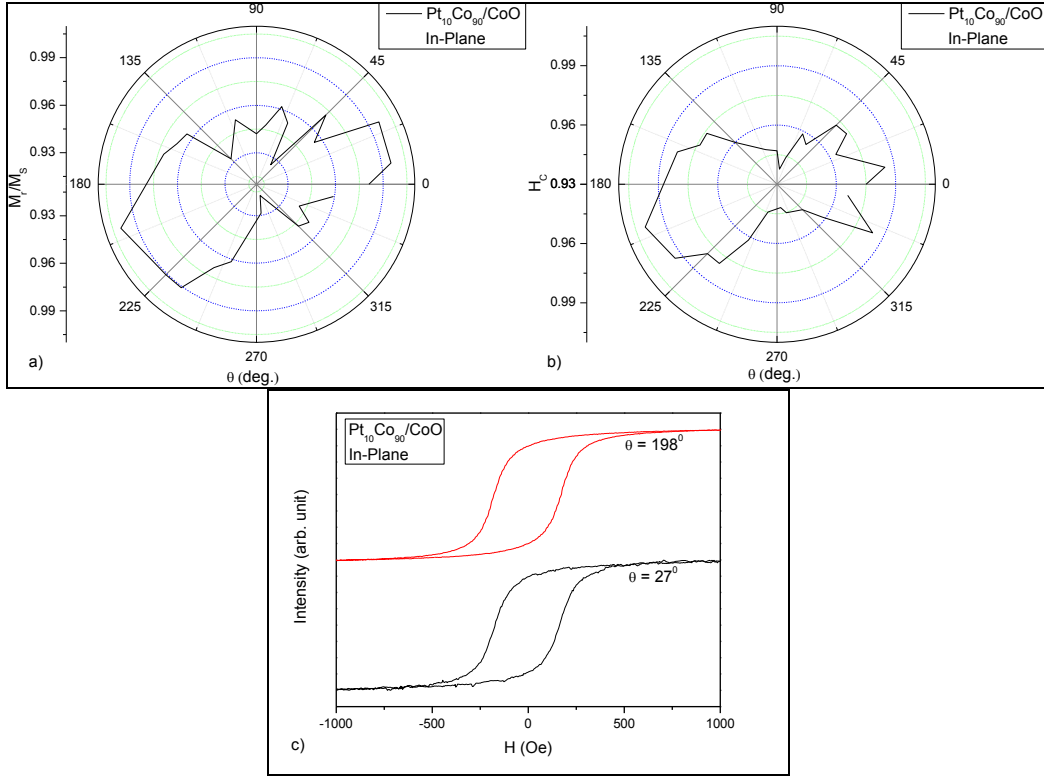 90
Pt₁₀Co₉₀/CoO
In-Plane
135
45
0.99
0.96
0.93
0.93
0.96
0.99
Mᵣ/Mₛ
180
0
225
315
270
a)
θ (deg.)
90
Pt₁₀Co₉₀/CoO
In-Plane
135
45
0.99
0.96
0.93
0.96
0.99
H_C
180
0
225
315
270
b)
θ (deg.)
Pt₁₀Co₉₀/CoO
In-Plane
θ = 198⁰
θ = 27⁰
Intensity (arb. unit)
-1000
-500
0
500
1000
c)
H (Oe)